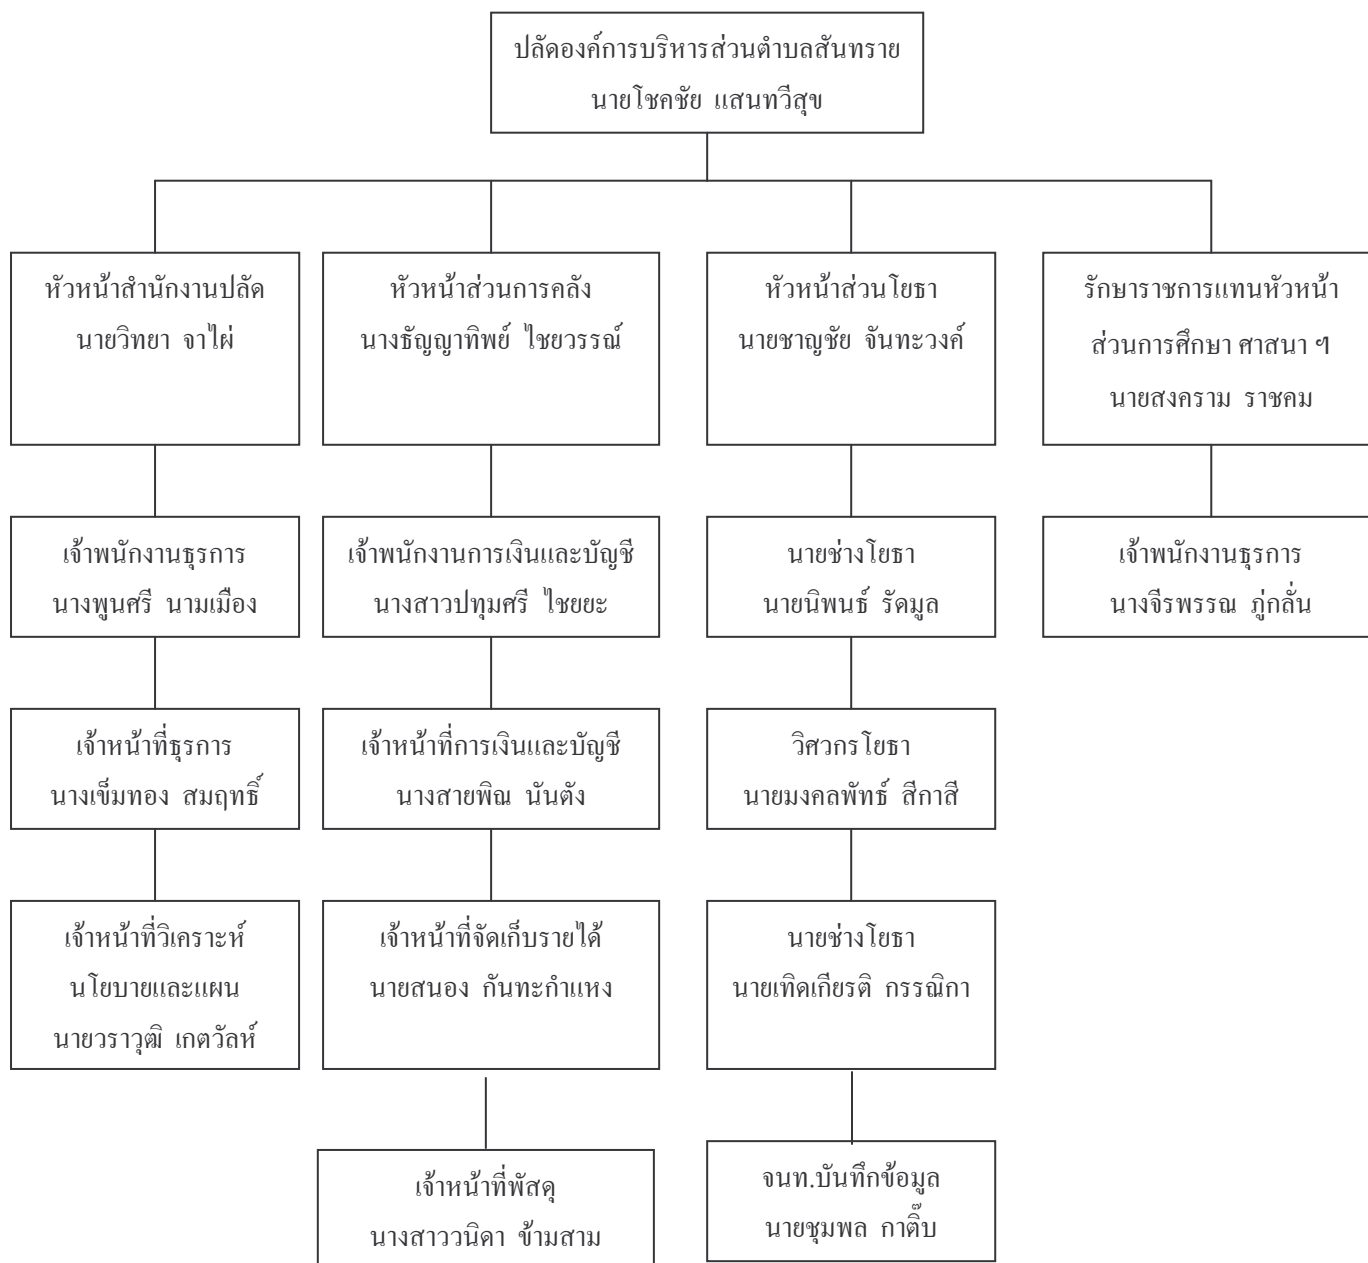 ปลัดองค์การบริหารส่วนตำบลสันทราย
นายโชคชัย แสนทวีสุข
หัวหน้าสำนักงานปลัด
นายวิทยา จาไผ่
หัวหน้าส่วนการคลัง
นางธัญญาทิพย์ ไชยวรรณ์
หัวหน้าส่วนโยธา
นายชาญชัย จันทะวงค์
รักษาราชการแทนหัวหน้า
ส่วนการศึกษา ศาสนา ฯ
นายสงคราม ราชคม
เจ้าพนักงานธุรการ
นางพูนศรี นามเมือง
เจ้าพนักงานการเงินและบัญชี
นางสาวปทุมศรี ไชยยะ
นายช่างโยธา
นายนิพนธ์ รัดมูล
เจ้าพนักงานธุรการ
นางจีรพรรณ ภู่กลั่น
เจ้าหน้าที่ธุรการ
นางเข็มทอง สมฤทธิ์
เจ้าหน้าที่การเงินและบัญชี
นางสายพิณ นันตัง
วิศวกรโยธา
นายมงคลพัทธ์ สีกาสี
เจ้าหน้าที่วิเคราะห์
นโยบายและแผน
นายวราวุฒิ เกตวัลห์
เจ้าหน้าที่จัดเก็บรายได้
นายสนอง กันทะกำแหง
นายช่างโยธา
นายเทิดเกียรติ กรรณิกา
เจ้าหน้าที่พัสดุ
นางสาววนิดา ข้ามสาม
จนท.บันทึกข้อมูล
นายชุมพล กาติ๊บ